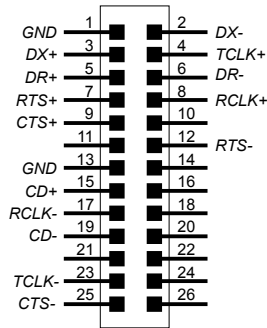 GND 1 2 DX-
DX+ 3 4 TCLK+
DR+ 5 6 DR-
RTS+ 7 8 RCLK+
CTS+ 9 10
11 12 RTS-
GND 13 14
CD+ 15 16
RCLK- 17 18
CD- 19 20
21 22
TCLK- 23 24
CTS- 25 26